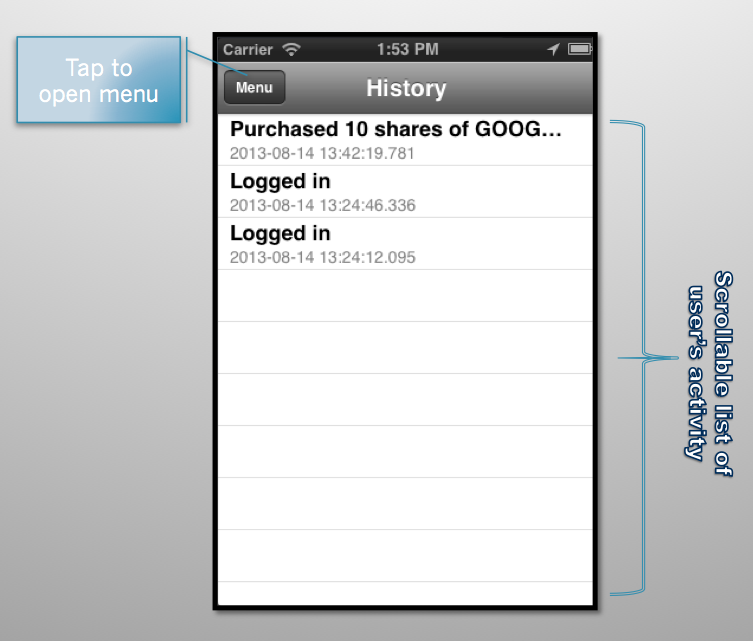 Tap to
open menu
Carrier 1:53 PM
Menu History
Purchased 10 shares of GOOG...
2013-08-14 13:42:19.781
Logged in
2013-08-14 13:24:46.336
Logged in
2013-08-14 13:24:12.095
Scrollable list of
user's activity